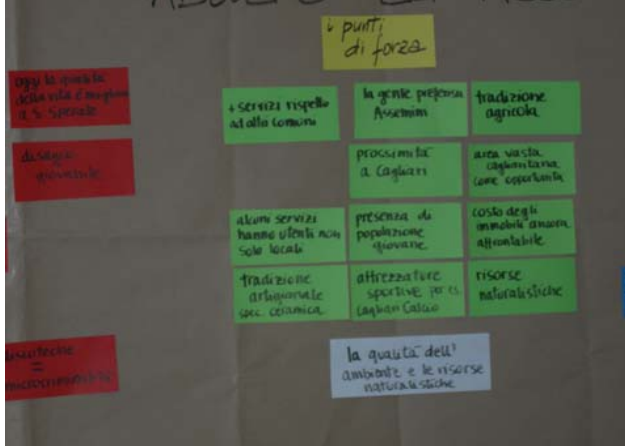 i punti
di forza
oggi la qualità
della vita è migliore
a S. Sperate
+ servizi rispetto
ad altri comuni
la gente preferisce
Assemini
tradizione
agricola
disagio
giovanile
prossimità
a Cagliari
area vasta
cagliaritana
come opportunità
alcuni servizi
hanno utenti non
solo locali
presenza di
popolazione
giovane
costo degli
immobili ancora
affrontabile
tradizione
artigianale
spec. ceramica
attrezzature
sportive per es.
Cagliari Calcio
risorse
naturalistiche
discoteche
=
microcriminalità
la qualità dell'
ambiente e le risorse
naturalistiche